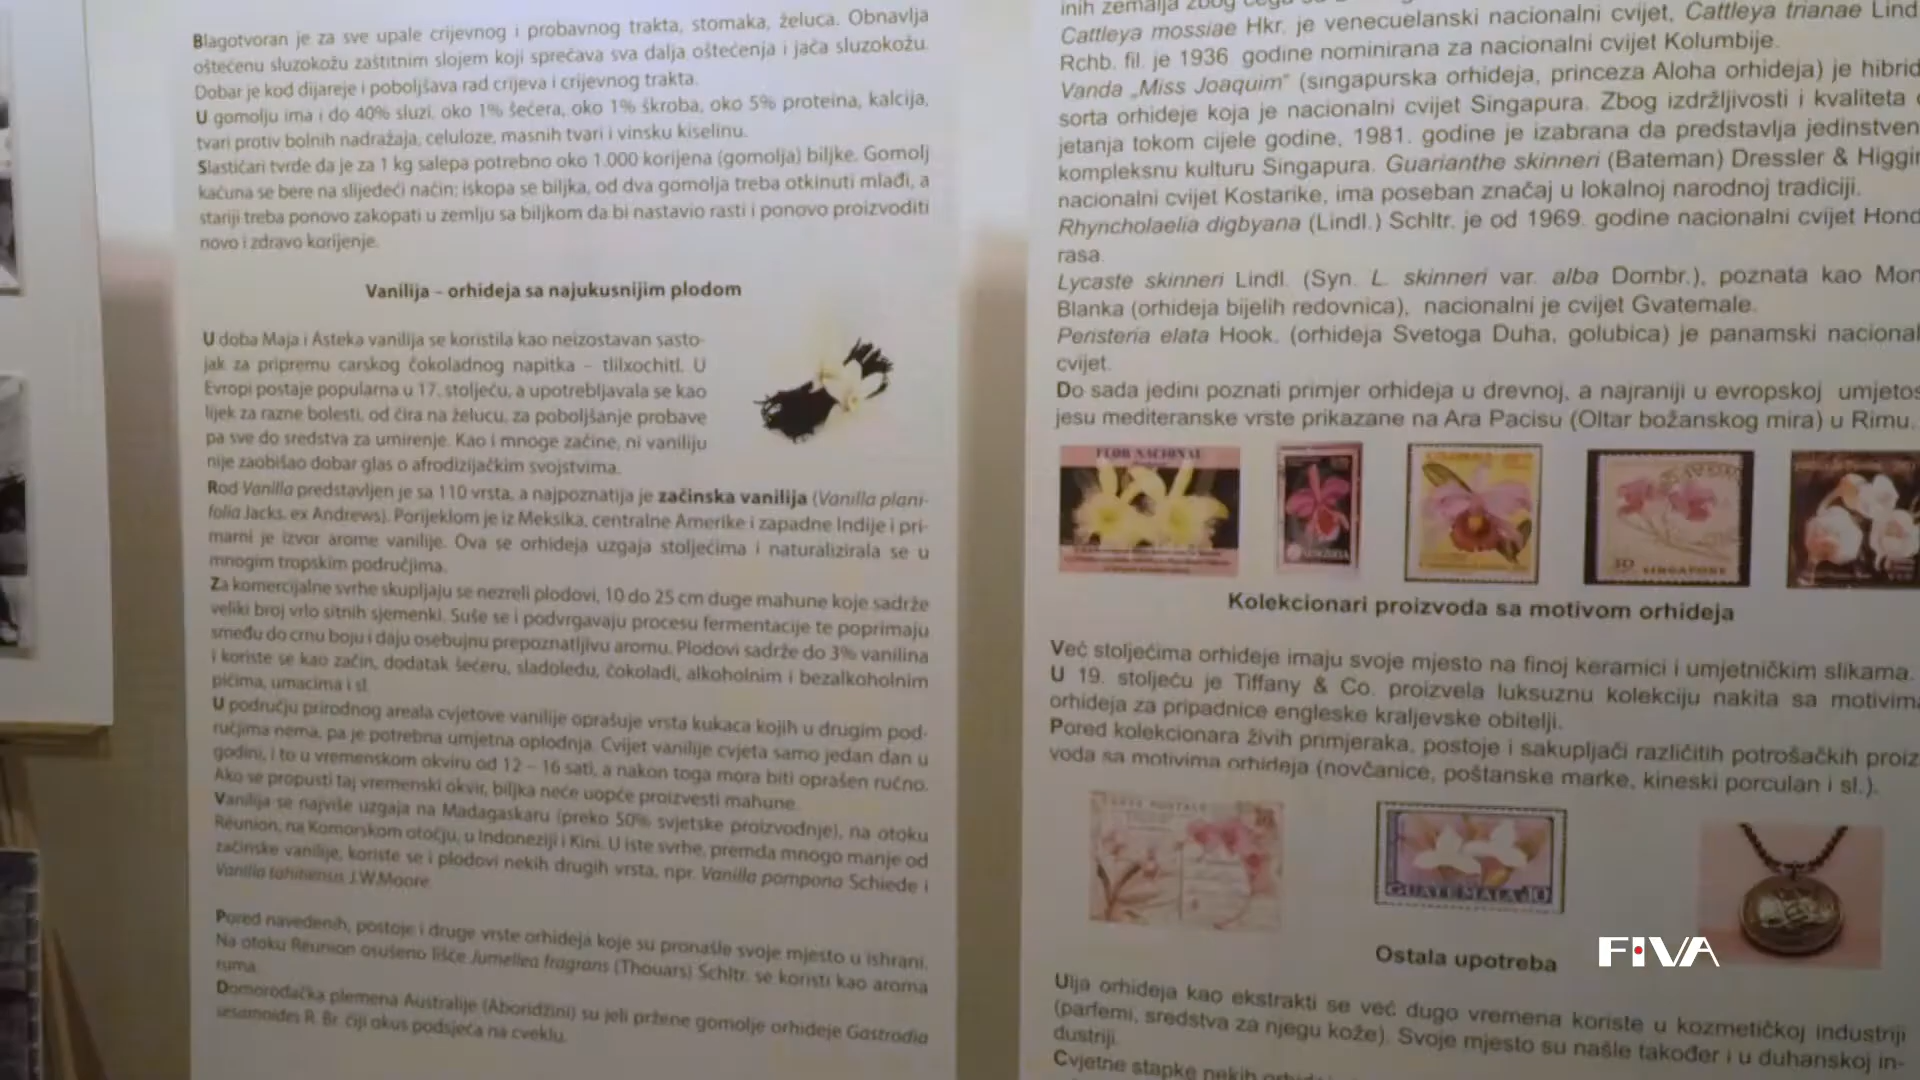 Blagotvoran je za sve upale crijevnog i probavnog trakta, stomaka, želuca. Obnavlja
oštećenu sluzokožu zaštitnim slojem koji sprečava sva dalja oštećenja i jača sluzokožu.
Dobar je kod dijareje i poboljšava rad crijeva i crijevnog trakta.
U gomolju ima i do 40% sluzi, oko 1% šećera, oko 1% škroba, oko 5% proteina, kalcija,
tvari protiv bolnih nadražaja, celuloze, masnih tvari i vinsku kiselinu.
Slastičari tvrde da je za 1 kg salepa potrebno oko 1.000 korijena (gomolja) biljke. Gomolj
kaćuna se bere na slijedeći način: iskopa se biljka, od dva gomolja treba otkinuti mlađi, a
stariji treba ponovo zakopati u zemlju sa biljkom da bi nastavio rasti i ponovo proizvoditi
novo i zdravo korijenje.
Vanilija – orhideja sa najukusnijim plodom
U doba Maja i Asteka vanilija se koristila kao neizostavan sasto-
jak za pripremu carskog čokoladnog napitka – tlilxochitl. U
Evropi postaje popularna u 17. stoljeću, a upotrebljavala se kao
lijek za razne bolesti, od čira na želucu, za poboljšanje probave
pa sve do sredstva za umirenje. Kao i mnoge začine, ni vaniliju
nije zaobišao dobar glas o afrodizijačkim svojstvima.
Rod Vanilla predstavljen je sa 110 vrsta, a najpoznatija je začinska vanilija (Vanilla plani-
folia Jacks. ex Andrews). Porijeklom je iz Meksika, centralne Amerike i zapadne Indije i pri-
marni je izvor arome vanilije. Ova se orhideja uzgaja stoljećima i naturalizirala se u
mnogim tropskim područjima.
Za komercijalne svrhe skupljaju se nezreli plodovi, 10 do 25 cm duge mahune koje sadrže
veliki broj vrlo sitnih sjemenki. Suše se i podvrgavaju procesu fermentacije te poprimaju
smeđu do crnu boju i daju osebujnu prepoznatljivu aromu. Plodovi sadrže do 3% vanilina
i koriste se kao začin, dodatak šećeru, sladoledu, čokoladi, alkoholnim i bezalkoholnim
pićima, umacima i sl.
U području prirodnog areala cvjetove vanilije oprašuje vrsta kukaca kojih u drugim pod-
ručjima nema, pa je potrebna umjetna oplodnja. Cvijet vanilije cvjeta samo jedan dan u
godini, i to u vremenskom okviru od 12 – 16 sati, a nakon toga mora biti oprašen ručno.
Ako se propusti taj vremenski okvir, biljka neće uopće proizvesti mahune.
Vanilija se najviše uzgaja na Madagaskaru (preko 50% svjetske proizvodnje), na otoku
Réunion, na Komorskom otočju, u Indoneziji i Kini. U iste svrhe, premda mnogo manje od
začinske vanilije, koriste se i plodovi nekih drugih vrsta, npr. Vanilla pompona Schiede i
Vanilla tahitensis J.W.Moore.
Pored navedenih, postoje i druge vrste orhideja koje su pronašle svoje mjesto u ishrani.
Na otoku Réunion osušeno lišće Jumellea fragrans (Thouars) Schltr. se koristi kao aroma
ruma.
Domorodačka plemena Australije (Aboridžini) su jeli pržene gomolje orhideje Gastrodia
sesamoides R. Br. čiji okus podsjeća na cveklu.
inih zemalja zbog
Cattleya mossiae Hkr. je venecuelanski nacionalni cvijet, Cattleya trianae Lind
Rchb. fil. je 1936 godine nominirana za nacionalni cvijet Kolumbije.
Vanda „Miss Joaquim“ (singapurska orhideja, princeza Aloha orhideja) je hibrid
sorta orhideje koja je nacionalni cvijet Singapura. Zbog izdržljivosti i kvaliteta
jetanja tokom cijele godine, 1981. godine je izabrana da predstavlja jedinstven
kompleksnu kulturu Singapura. Guarianthe skinneri (Bateman) Dressler & Higgin
nacionalni cvijet Kostarike, ima poseban značaj u lokalnoj narodnoj tradiciji.
Rhyncholaelia digbyana (Lindl.) Schltr. je od 1969. godine nacionalni cvijet Hond
rasa.
Lycaste skinneri Lindl. (Syn. L. skinneri var. alba Dombr.), poznata kao Mon
Blanka (orhideja bijelih redovnica), nacionalni je cvijet Gvatemale.
Peristeria elata Hook. (orhideja Svetoga Duha, golubica) je panamski nacional
cvijet.
Do sada jedini poznati primjer orhideja u drevnoj, a najraniji u evropskoj umjetos
jesu mediteranske vrste prikazane na Ara Pacisu (Oltar božanskog mira) u Rimu.
FLOR NACIONAL
30 SINGAPORE
Kolekcionari proizvoda sa motivom orhideja
Već stoljećima orhideje imaju svoje mjesto na finoj keramici i umjetničkim slikama.
U 19. stoljeću je Tiffany & Co. proizvela luksuznu kolekciju nakita sa motivima
orhideja za pripadnice engleske kraljevske obitelji.
Pored kolekcionara živih primjeraka, postoje i sakupljači različitih potrošačkih proiz
voda sa motivima orhideja (novčanice, poštanske marke, kineski porculan i sl.).
CARTE POSTALE
GUATEMALA 10
FIVA
Ostala upotreba
Ulja orhideja kao ekstrakti se već dugo vremena koriste u kozmetičkoj industriji
(parfemi, sredstva za njegu kože). Svoje mjesto su našle također i u duhanskoj in-
dustriji.
Cvjetne stapke nekih